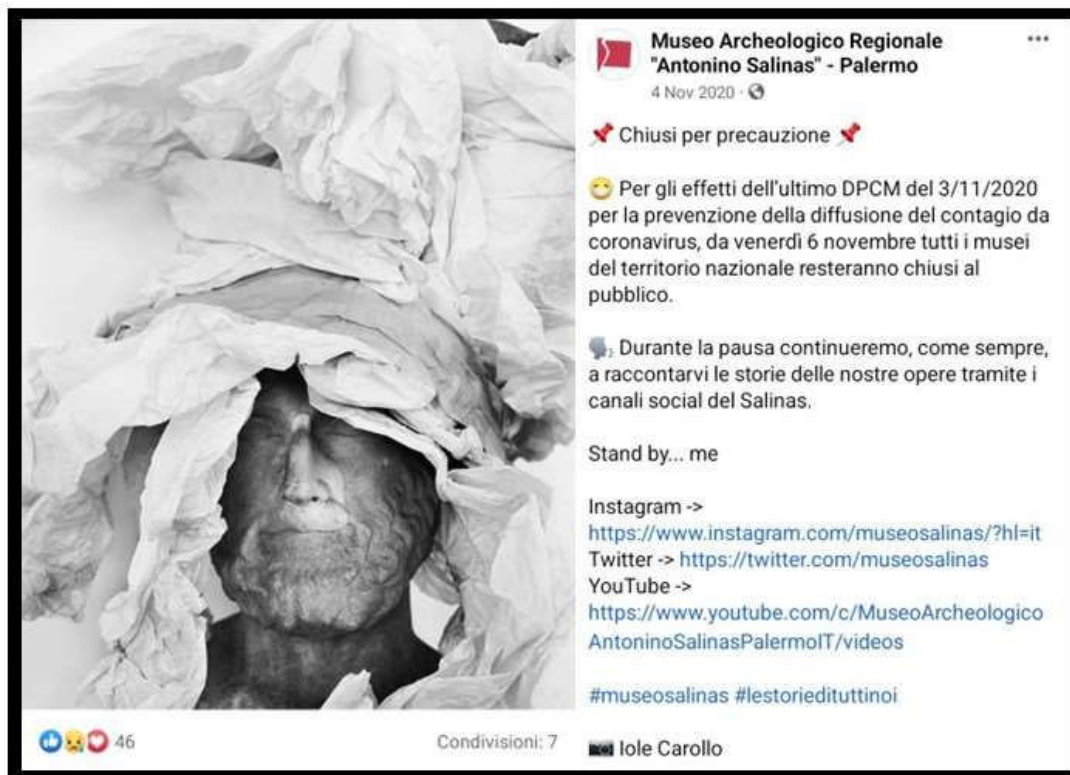 Museo Archeologico Regionale
"Antonino Salinas" - Palermo
4 Nov 2020 ·
📌 Chiusi per precauzione 📌
😷 Per gli effetti dell'ultimo DPCM del 3/11/2020
per la prevenzione della diffusione del contagio da
coronavirus, da venerdì 6 novembre tutti i musei
del territorio nazionale resteranno chiusi al
pubblico.
🗣️ Durante la pausa continueremo, come sempre,
a raccontarvi le storie delle nostre opere tramite i
canali social del Salinas.
Stand by... me
Instagram ->
https://www.instagram.com/museosalinas/?hl=it
Twitter -> https://twitter.com/museosalinas
YouTube ->
https://www.youtube.com/c/MuseoArcheologico
AntoninoSalinasPalermoIT/videos
#museosalinas #lestoriedituttinoi
📷 Iole Carollo
46
Condivisioni: 7